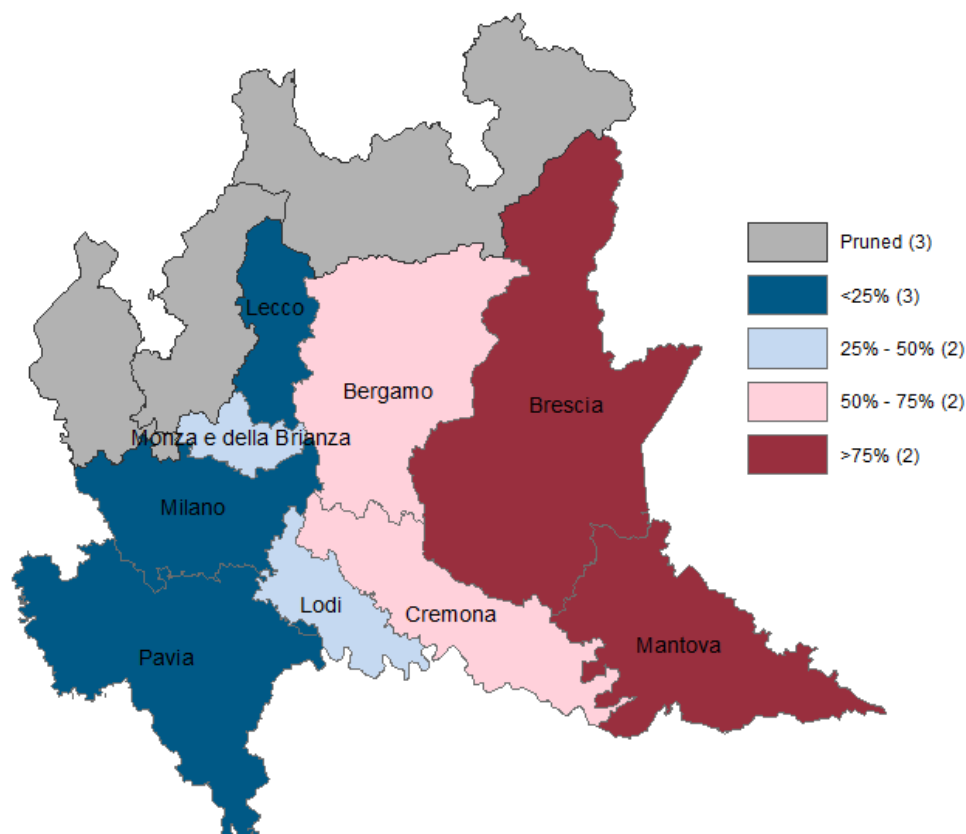 Pruned (3)
<25% (3)
Lecco
25% - 50% (2)
Bergamo
50% - 75% (2)
Brescia
Monza e della Brianza
>75% (2)
Milano
Lodi
Cremona
Mantova
Pavia